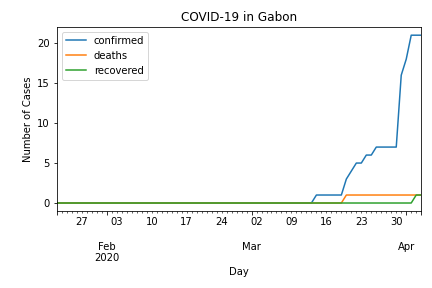 COVID-19 in Gabon
confirmed
deaths
recovered
Number of Cases
20
15
10
5
0
27 03 10 17 24 02 09 16 23 30
Feb Mar Apr
2020
Day